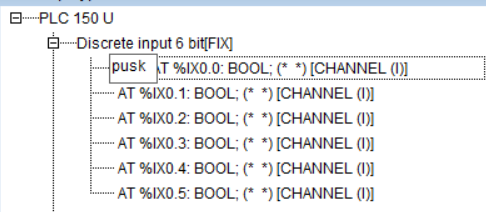 PLC 150 U
Discrete input 6 bit[FIX]
pusk AT %IX0.0: BOOL; (* *) [CHANNEL (I)]
AT %IX0.1: BOOL; (* *) [CHANNEL (I)]
AT %IX0.2: BOOL; (* *) [CHANNEL (I)]
AT %IX0.3: BOOL; (* *) [CHANNEL (I)]
AT %IX0.4: BOOL; (* *) [CHANNEL (I)]
AT %IX0.5: BOOL; (* *) [CHANNEL (I)]